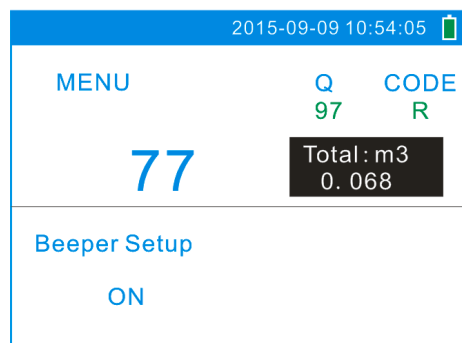 2015-09-09 10:54:05
MENU Q CODE
97 R
77 Total:m3
0.068
Beeper Setup
ON